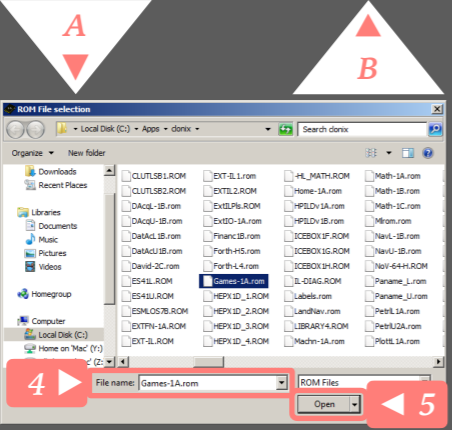 A
B
ROM File selection
Local Disk (C:) Apps clonix
Search clonix
Organize New folder
Downloads
Recent Places
Libraries
Documents
Music
Pictures
Videos
Homegroup
Computer
Local Disk (C:)
Home on 'Mac' (Y:)
CLUTLSB1.ROM
CLUTLSB2.ROM
DAcqL-1B.rom
DAcqU-1B.rom
DatAcL1B.rom
DatAcU1B.rom
David-2C.rom
ES41L.ROM
ES41U.ROM
ESMLOS7B.ROM
EXTFN-1A.ROM
EXT-IL.ROM
EXT-IL1.rom
EXTIL2.ROM
ExtILPls.ROM
ExtIO-1A.rom
Financ1B.rom
Forth-H5.rom
Forth-L4.rom
Games-1A.rom
HEPX1D_1.ROM
HEPX1D_2.ROM
HEPX1D_3.ROM
HEPX1D_4.ROM
-HL_MATH.ROM
Home-1A.rom
HPILDv1A.rom
HPILDv1B.rom
ICEBOX1F.ROM
ICEBOX1G.ROM
ICEBOX1H.ROM
IL-DIAG.ROM
Labels.rom
LandNav.rom
LIBRARY4.ROM
Machn-1A.rom
Math-1A.rom
Math-1B.rom
Math-1C.rom
Mlrom.rom
NavL-1B.rom
NavU-1B.rom
NoV-64-H.ROM
Paname_L.rom
Paname_U.rom
PetrlL1A.rom
PetrlU2A.rom
PlottL1A.rom
4
File name: Games-1A.rom
ROM Files
Open
5